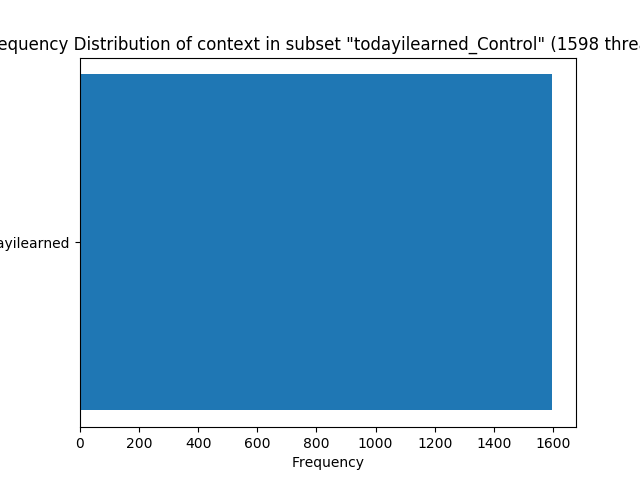 equency Distribution of context in subset "todayilearned_Control" (1598 threa
ayilearned
0 200 400 600 800 1000 1200 1400 1600
Frequency